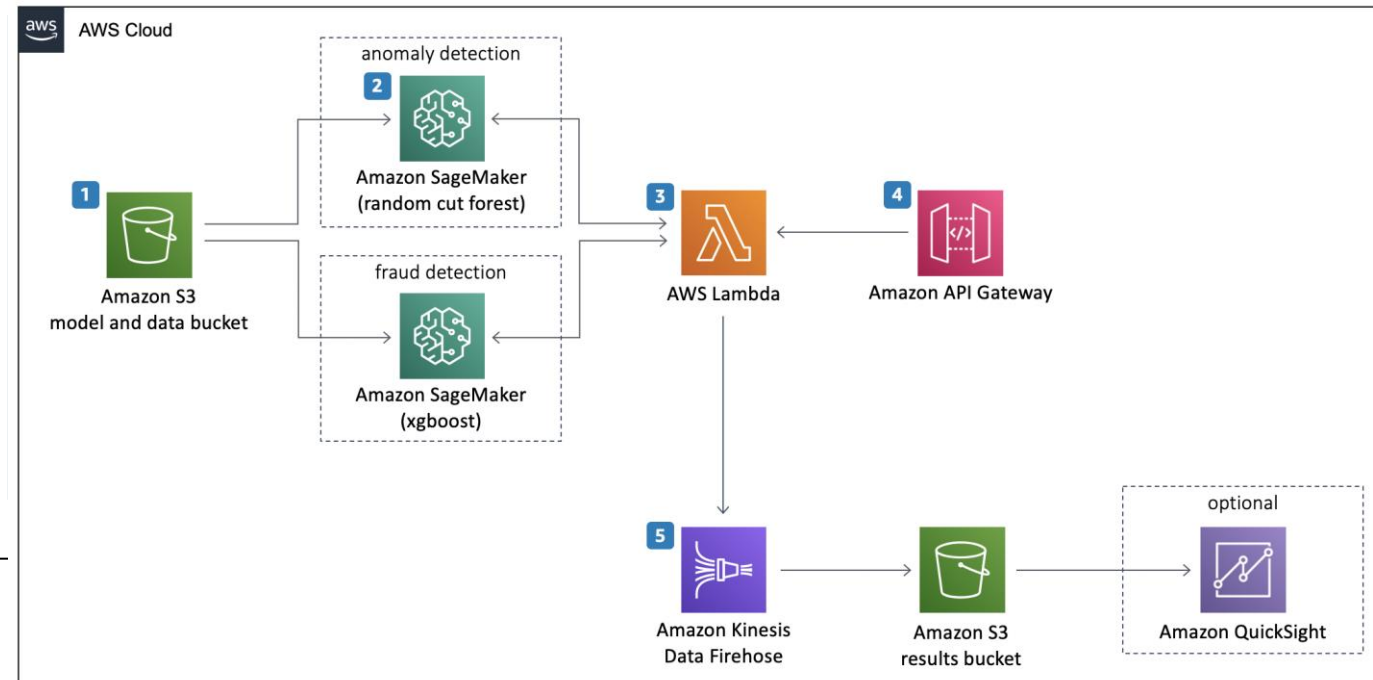 aws
AWS Cloud
anomaly detection
2
Amazon SageMaker
(random cut forest)
1
Amazon S3
model and data bucket
fraud detection
Amazon SageMaker
(xgboost)
3
AWS Lambda
4
</>
Amazon API Gateway
5
Amazon Kinesis
Data Firehose
Amazon S3
results bucket
optional
Amazon QuickSight